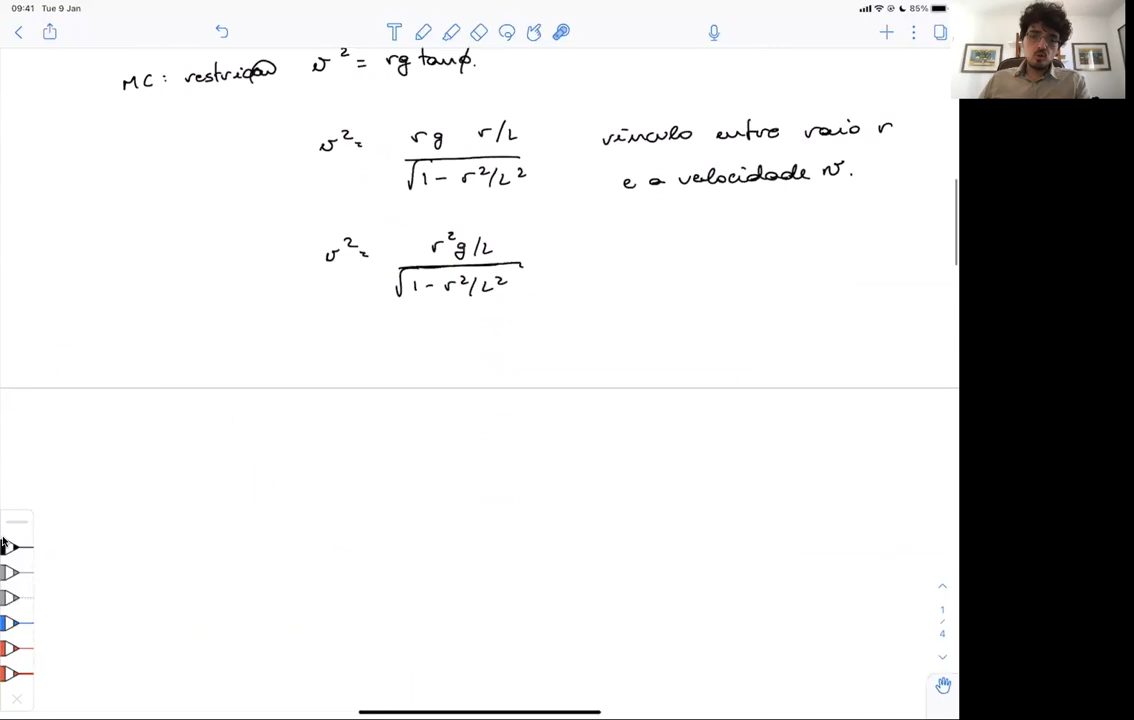 09:41 Tue 9 Jan
85%
MC: restrição v² = rg tanφ.
v² = rg r/L / √(1 - r²/L²)
vínculo entre raio r
e a velocidade v.
v² = r²g/L / √(1 - r²/L²)
1
/
4